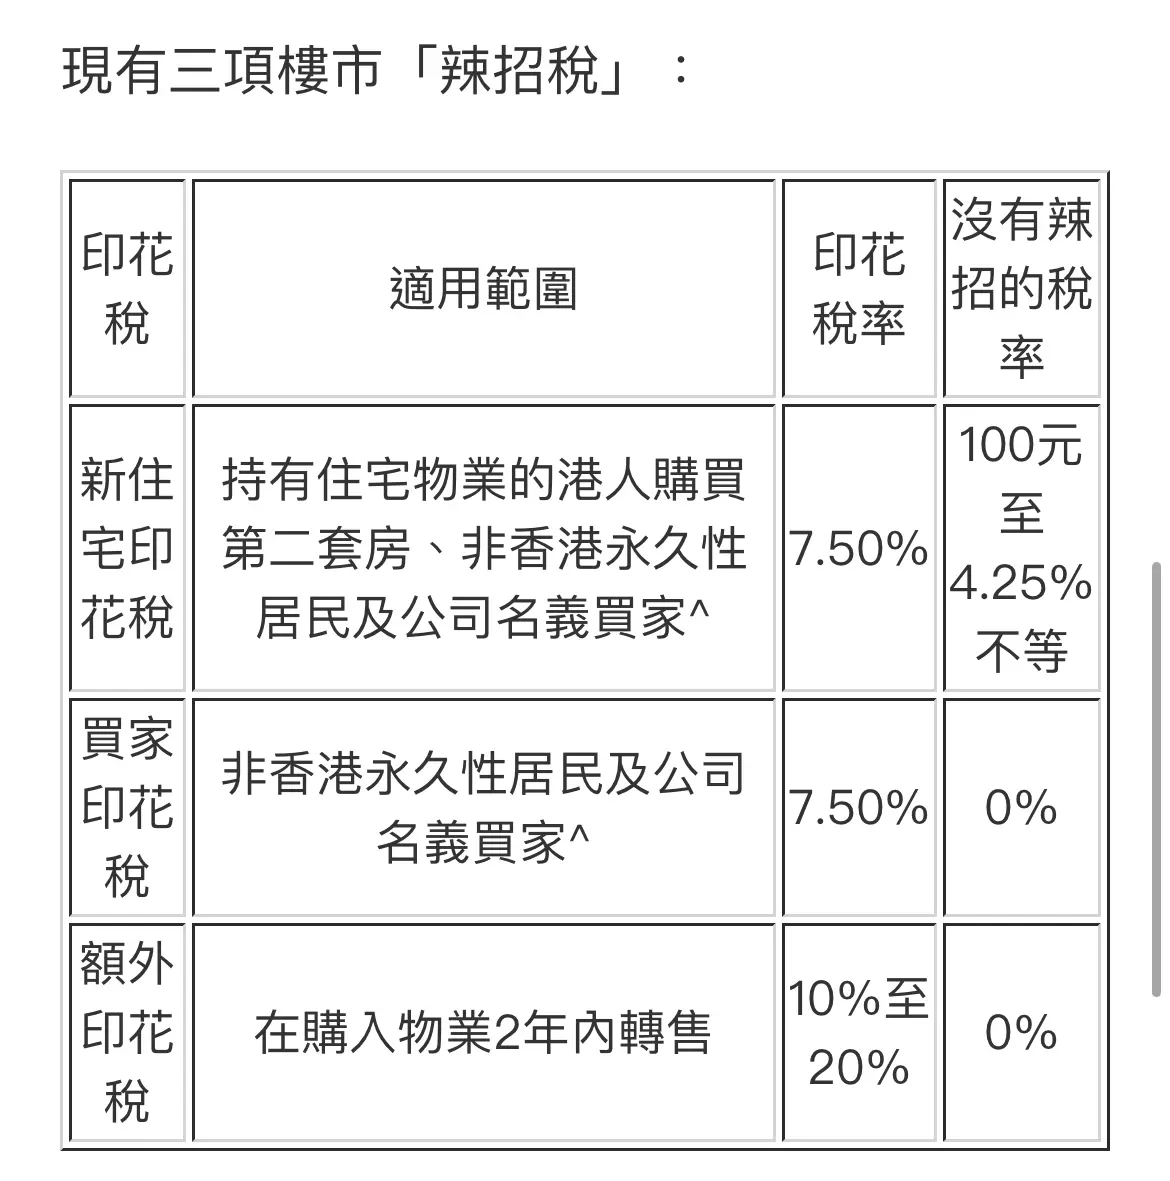 現有三項樓市「辣招稅」：
印花
稅
適用範圍
印花
稅率
沒有辣
招的稅
率
新住
宅印
花稅
持有住宅物業的港人購買
第二套房、非香港永久性
居民及公司名義買家^
7.50%
100元
至
4.25%
不等
買家
印花
稅
非香港永久性居民及公司
名義買家^
7.50%
0%
額外
印花
稅
在購入物業2年內轉售
10%至
20%
0%